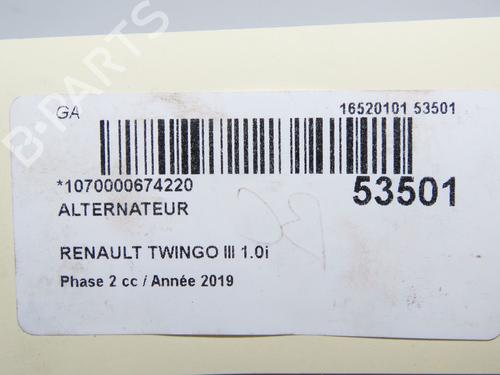 B-PARTS
GA
16520101 53501
*1070000674220
53501
ALTERNATEUR
RENAULT TWINGO III 1.0i
Phase 2 cc / Année 2019